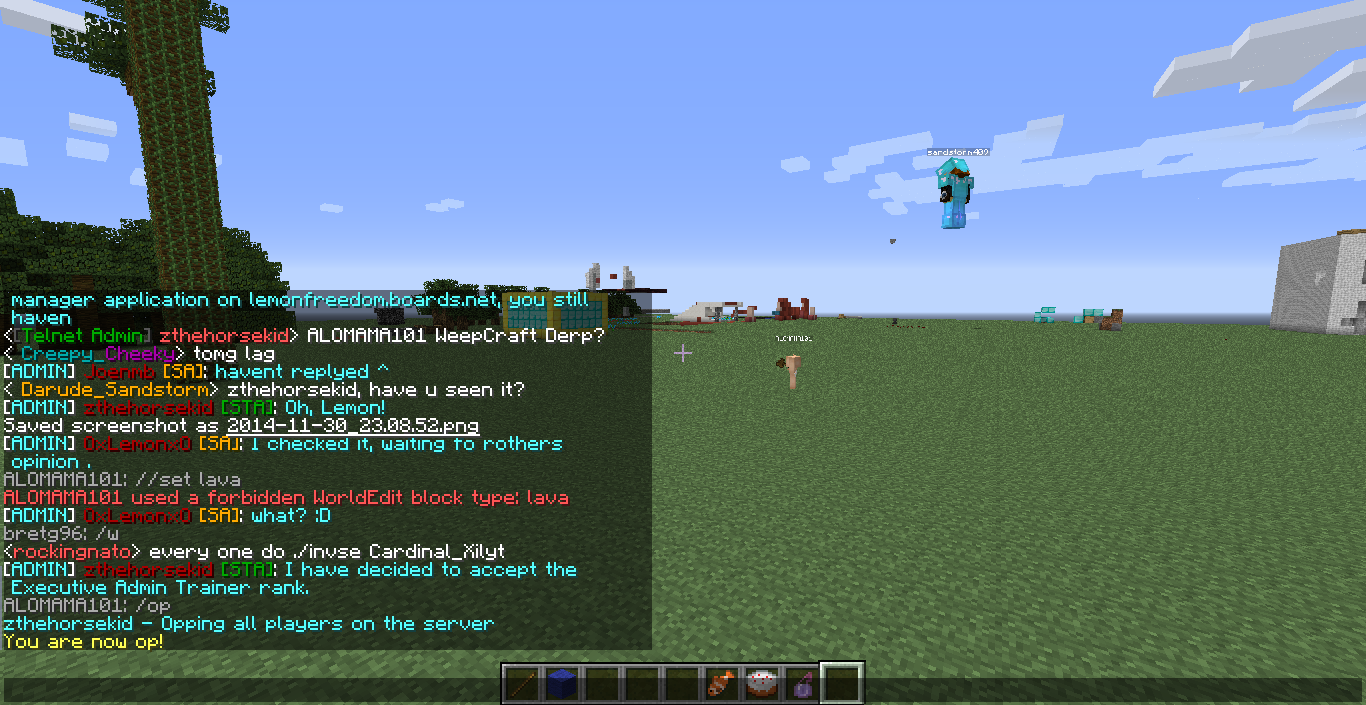 sandstorm409
manager application on lemonfreedom.boards.net, you still
haven
<[Telnet Admin] zthehorsekid> ALOMAMA101 WeepCraft Derp?
< Creepy_Cheeky> tomg lag
[ADMIN] Joenmb [SA]: havent replyed ^
< Darude_Sandstorm> zthehorsekid, have u seen it?
[ADMIN] zthehorsekid [STA]: Oh, Lemon!
Saved screenshot as 2014-11-30_23.08.52.png
[ADMIN] 0xLemonx0 [SA]: I checked it, waiting to rothers
opinion .
ALOMAMA101: //set lava
ALOMAMA101 used a forbidden WorldEdit block type: lava
[ADMIN] 0xLemonx0 [SA]: what? :D
bretg96: /w
<rockingnato> every one do ./invse Cardinal_Xilyt
[ADMIN] zthehorsekid [STA]: I have decided to accept the
Executive Admin Trainer rank.
ALOMAMA101: /op
zthehorsekid - Opping all players on the server
You are now op!